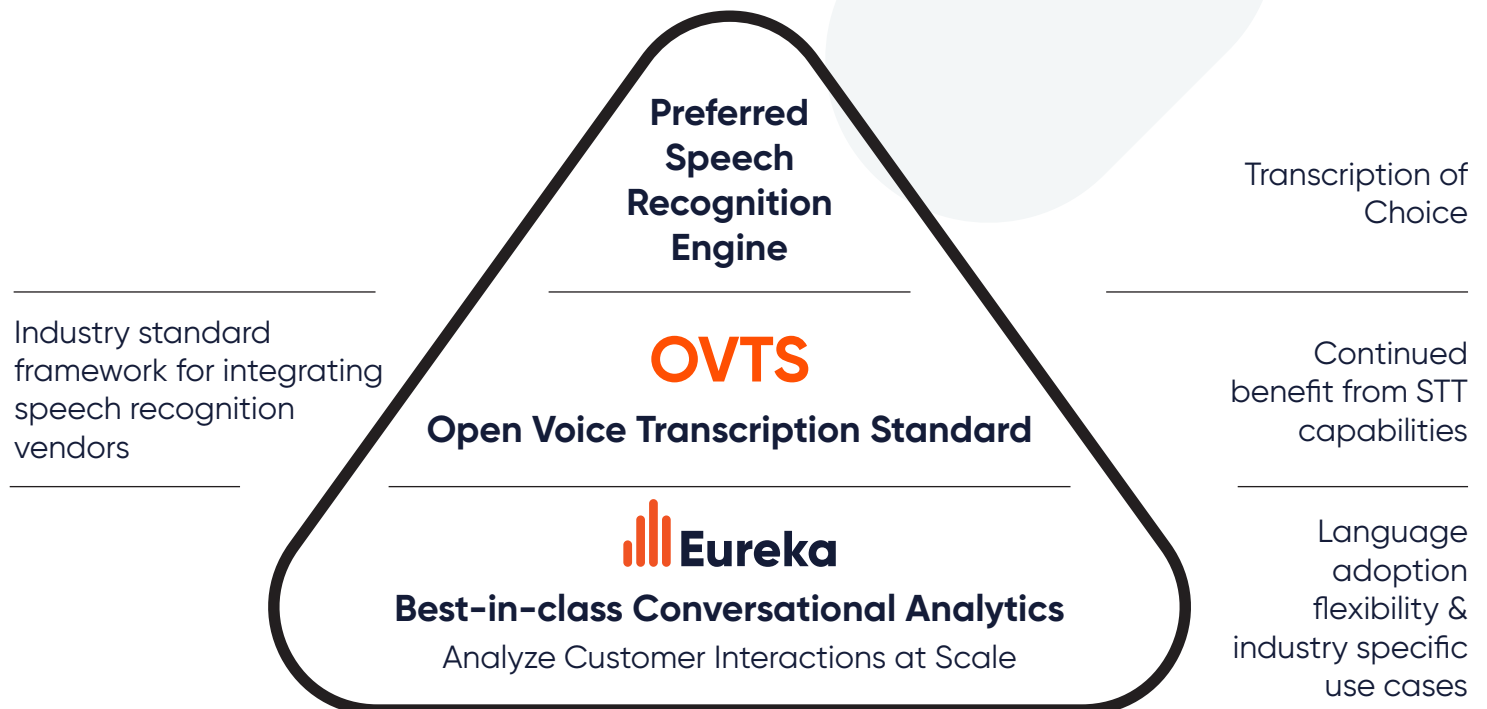 Preferred
Speech
Recognition
Engine
Transcription of
Choice
Industry standard
framework for integrating
speech recognition
vendors
OVTS
Open Voice Transcription Standard
Continued
benefit from STT
capabilities
Eureka
Best-in-class Conversational Analytics
Analyze Customer Interactions at Scale
Language
adoption
flexibility &
industry specific
use cases